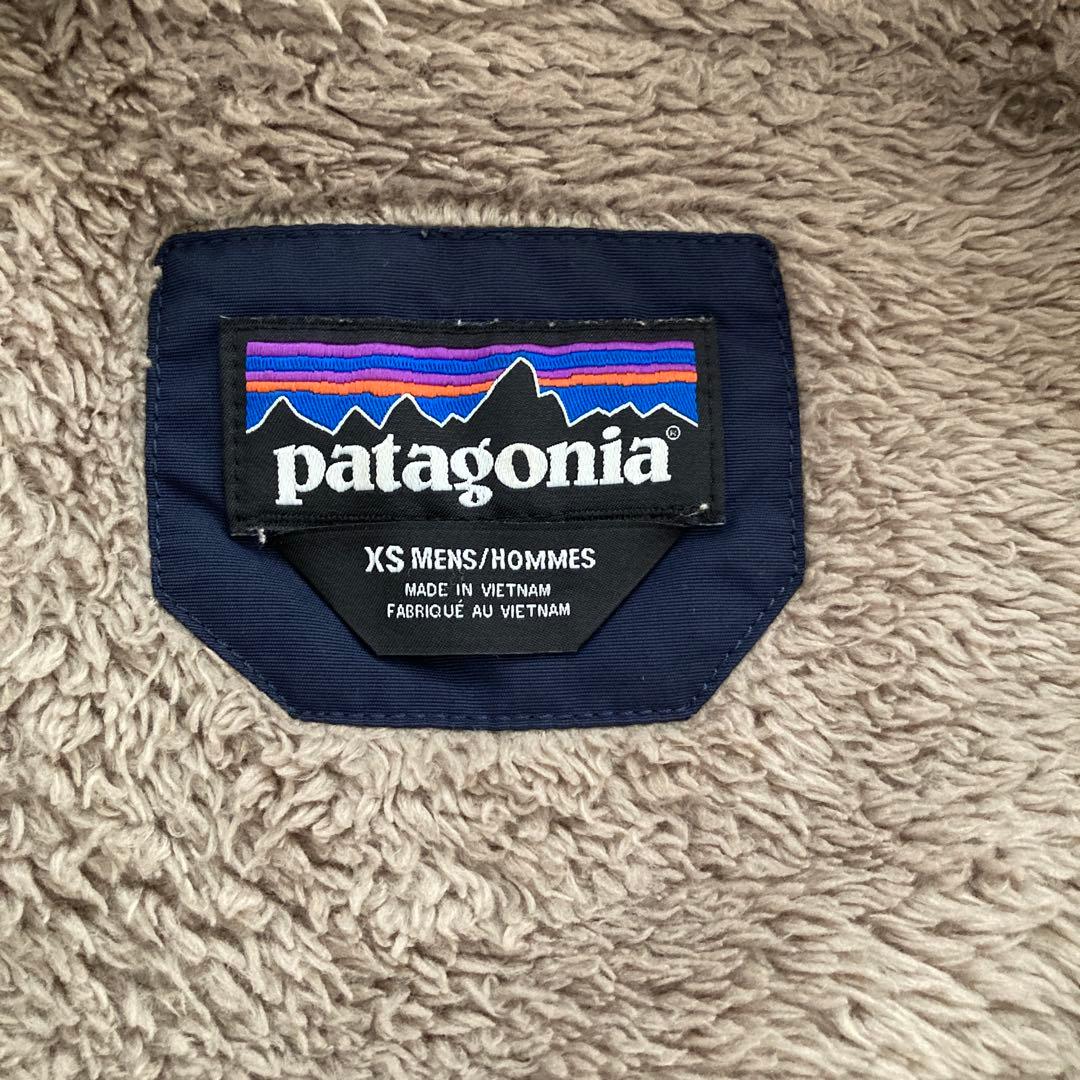 patagonia®
XS MENS/HOMMES
MADE IN VIETNAM
FABRIQUÉ AU VIETNAM